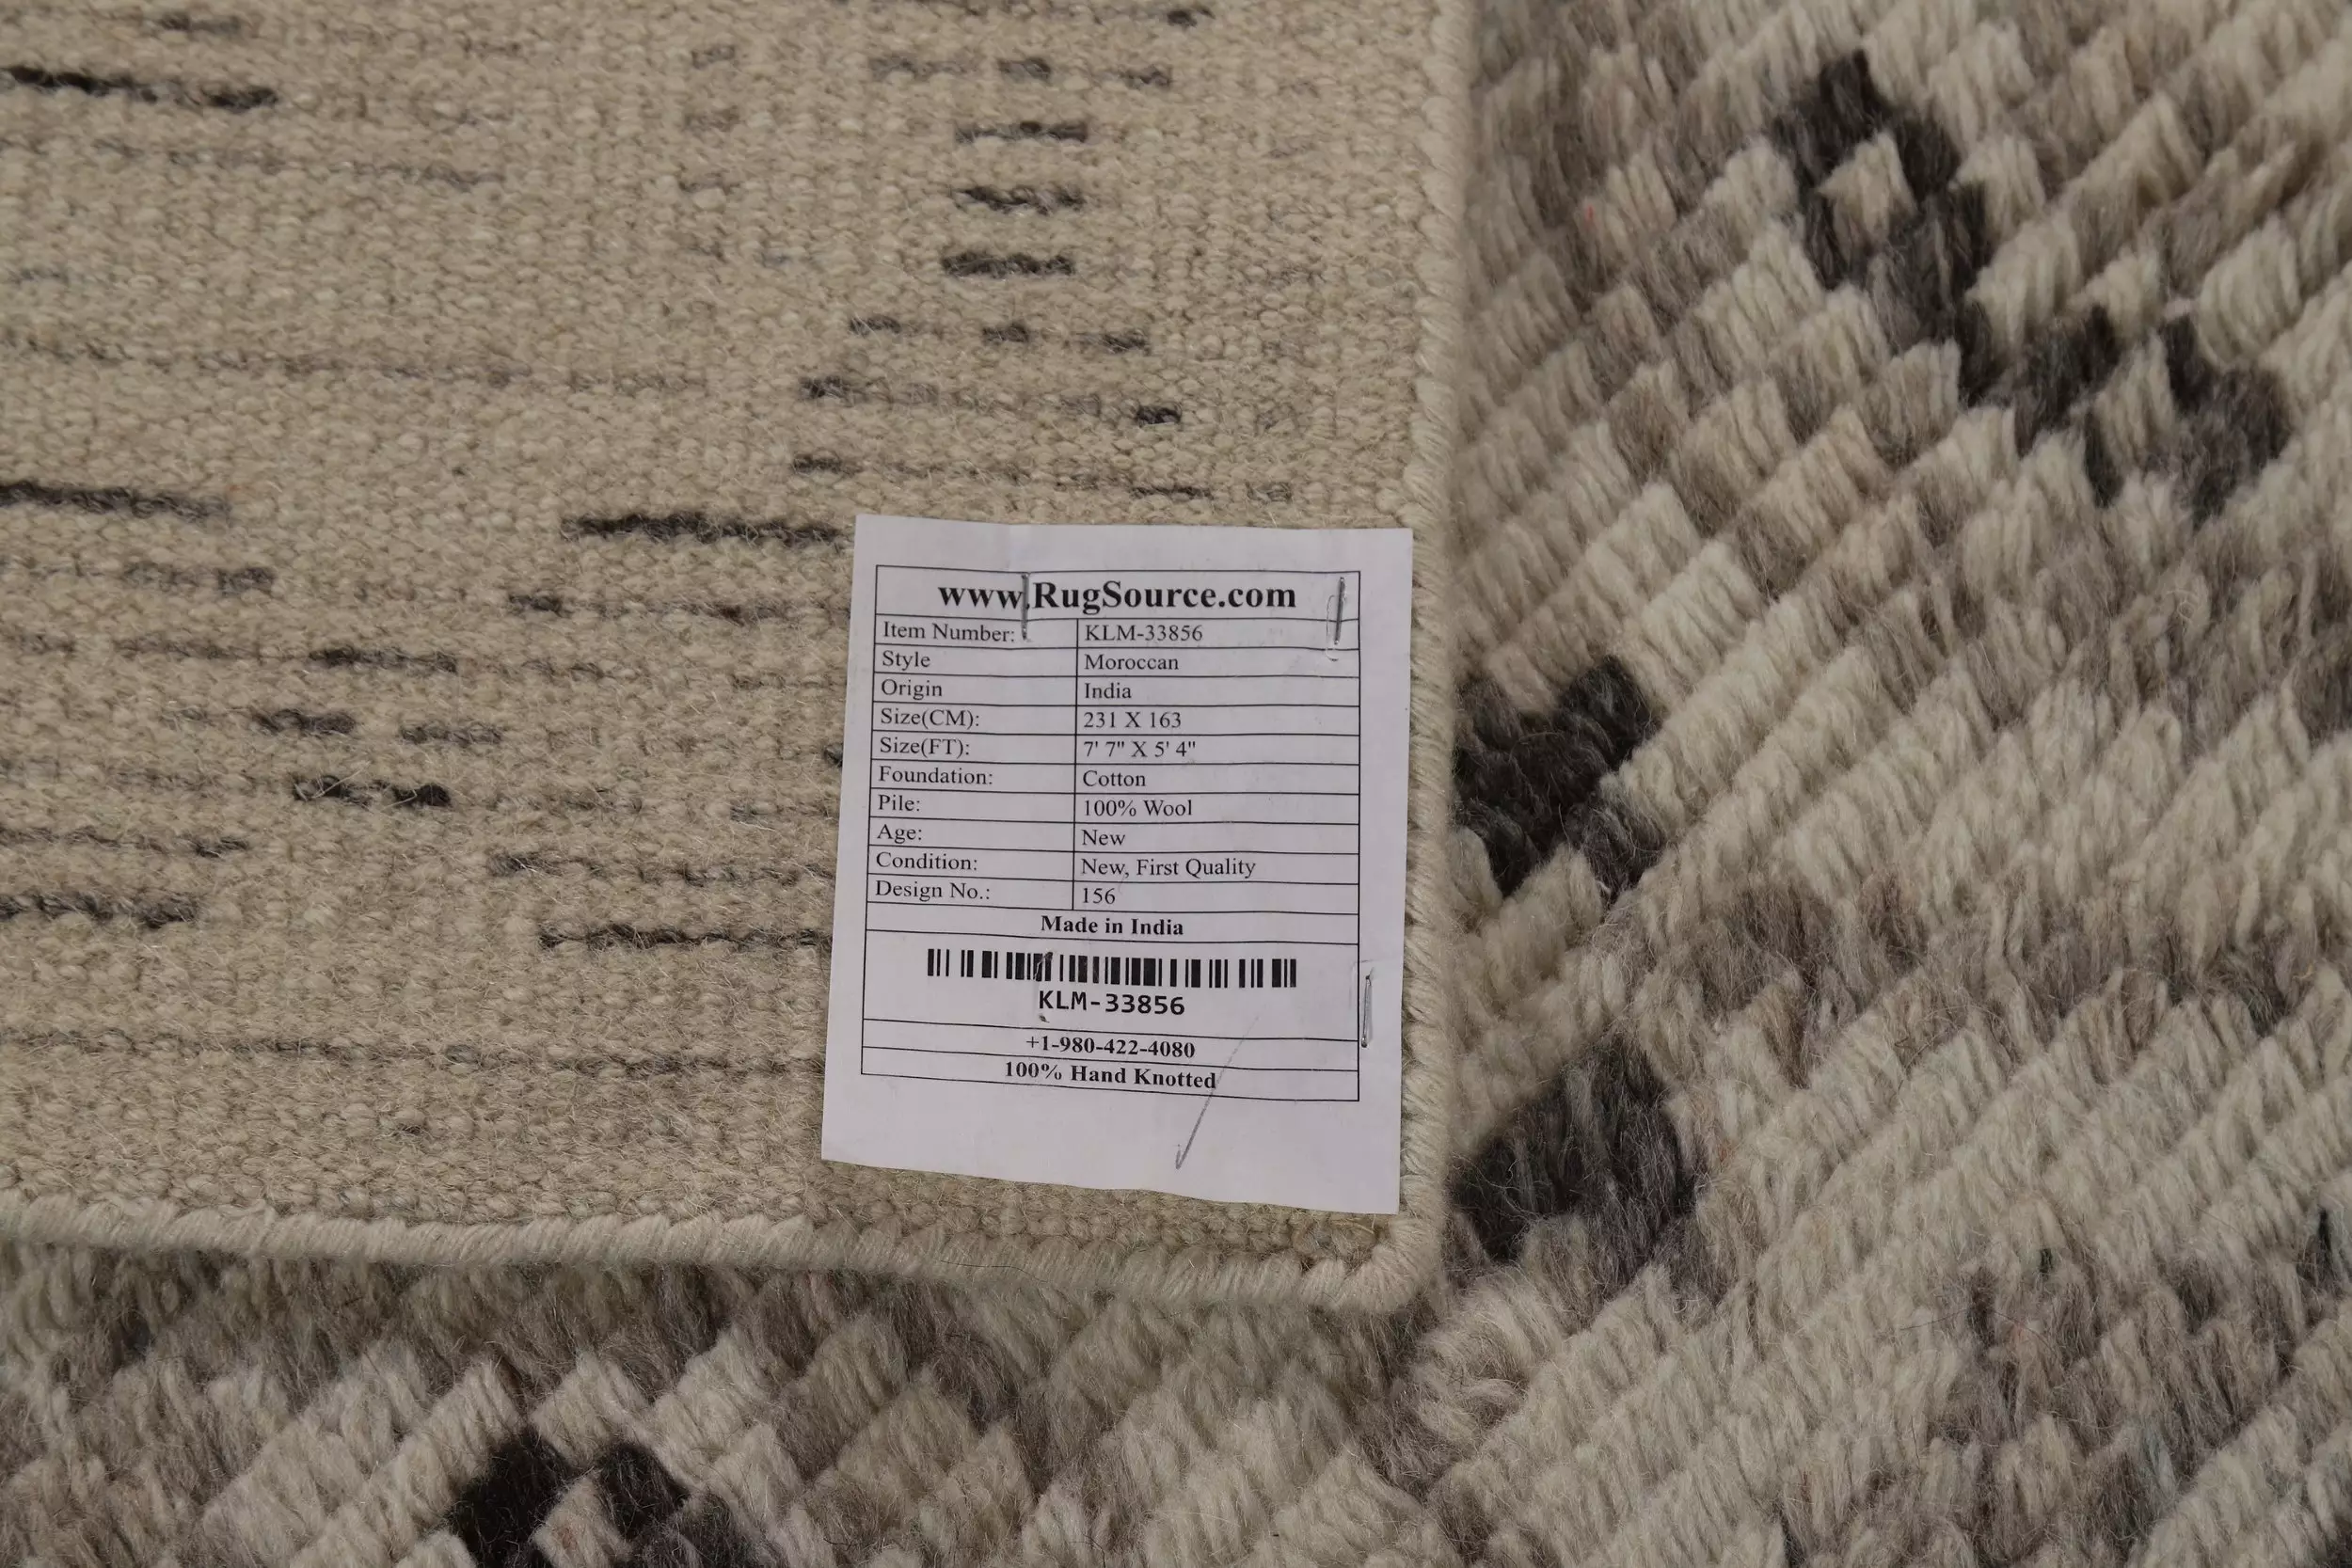 www.RugSource.com
Item Number: KLM-33856
Style Moroccan
Origin India
Size(CM): 231 X 163
Size(FT): 7' 7" X 5' 4"
Foundation: Cotton
Pile: 100% Wool
Age: New
Condition: New, First Quality
Design No.: 156
Made in India
KLM-33856
+1-980-422-4080
100% Hand Knotted